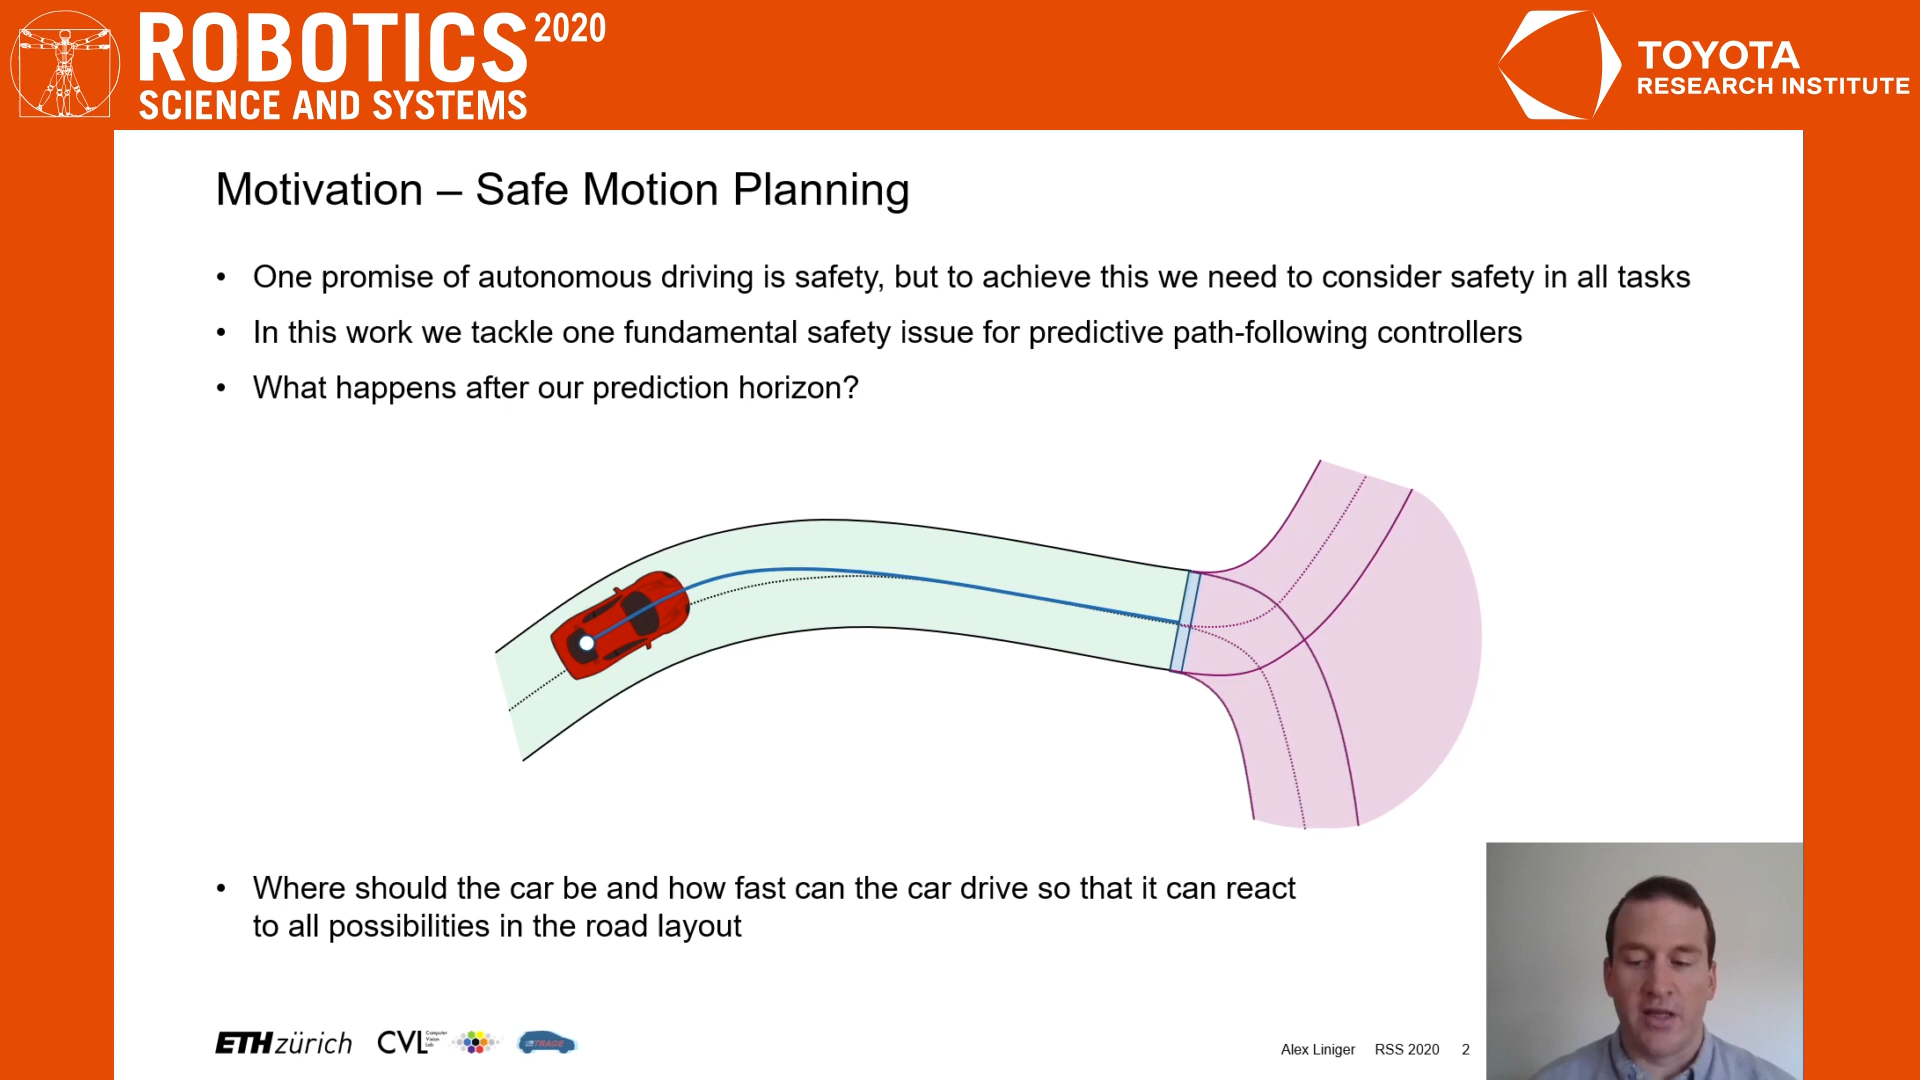 ROBOTICS 2020
SCIENCE AND SYSTEMS
TOYOTA
RESEARCH INSTITUTE
Motivation – Safe Motion Planning
• One promise of autonomous driving is safety, but to achieve this we need to consider safety in all tasks
• In this work we tackle one fundamental safety issue for predictive path-following controllers
• What happens after our prediction horizon?
• Where should the car be and how fast can the car drive so that it can react
to all possibilities in the road layout
ETH zürich
CVL Computer
Vision
Lab
TRACE
Alex Liniger RSS 2020 2